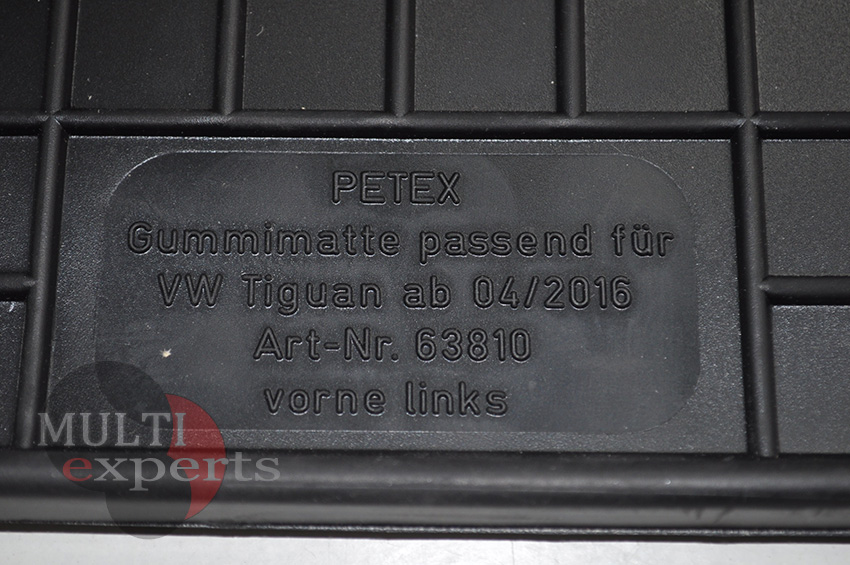 PETEX
Gummimatte passend für
VW Tiguan ab 04/2016
Art-Nr. 63810
vorne links
MULTI
experts